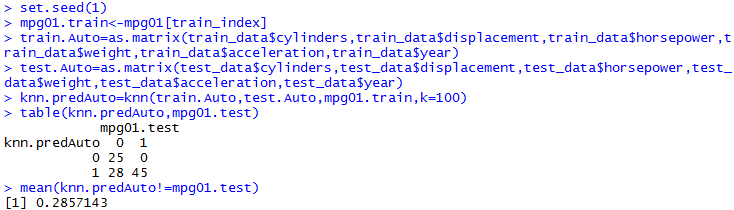 > set.seed(1)
> mpg01.train<-mpg01[train_index]
> train.Auto=as.matrix(train_data$cylinders,train_data$displacement,train_data$horsepower,t
rain_data$weight,train_data$acceleration,train_data$year)
> test.Auto=as.matrix(test_data$cylinders,test_data$displacement,test_data$horsepower,test_
data$weight,test_data$acceleration,test_data$year)
> knn.predAuto=knn(train.Auto,test.Auto,mpg01.train,k=100)
> table(knn.predAuto,mpg01.test)
            mpg01.test
knn.predAuto  0  1
           0 25  0
           1 28 45
> mean(knn.predAuto!=mpg01.test)
[1] 0.2857143